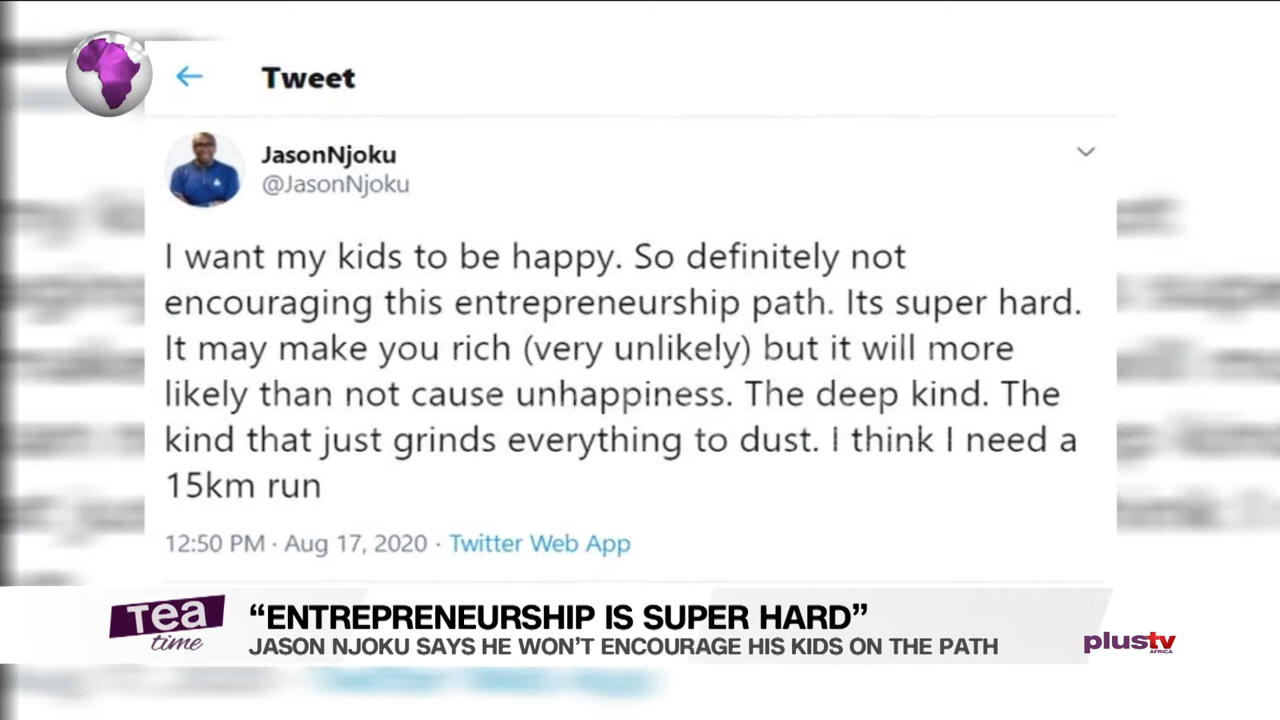 Tweet
JasonNjoku
@JasonNjoku
I want my kids to be happy. So definitely not
encouraging this entrepreneurship path. Its super hard.
It may make you rich (very unlikely) but it will more
likely than not cause unhappiness. The deep kind. The
kind that just grinds everything to dust. I think I need a
15km run
12:50 PM · Aug 17, 2020 · Twitter Web App
Tea
time
“ENTREPRENEURSHIP IS SUPER HARD”
JASON NJOKU SAYS HE WON’T ENCOURAGE HIS KIDS ON THE PATH
plustv
AFRICA